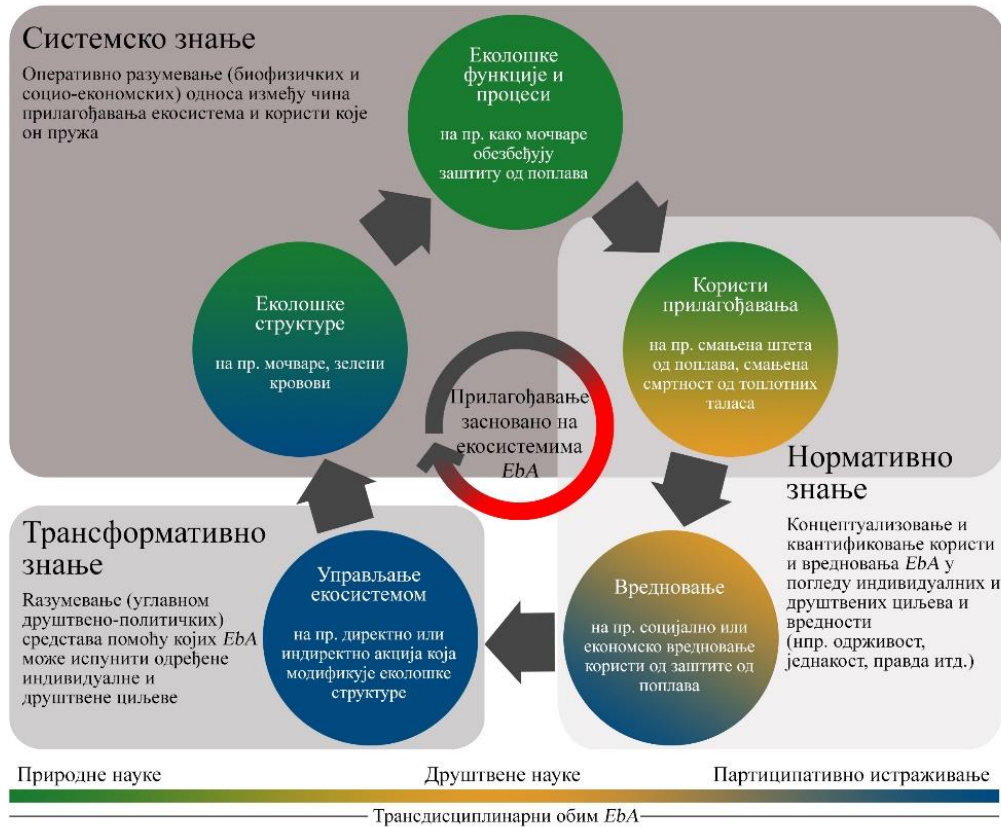 Системско знање
Оперативно разумевање (биофизичких и
социо-економских) односа између чина
прилагођавања екосистема и користи које
он пружа
Еколошке
функције и
процеси
на пр. како мочваре
обезбеђују
заштиту од поплава
Еколошке
структуре
на пр. мочваре, зелени
кровови
Користи
прилагођавања
на пр. смањена штета
од поплава, смањена
смртност од топлотних
таласа
Прилагођавање
засновано на
екосистемима
EbA
Нормативно
знање
Концептуализовање и
квантификовање користи
и вредновања EbA у
погледу индивидуалних и
друштвених циљева и
вредности
(нпр. одрживост,
једнакост, правда итд.)
Трансформативно
знање
Rазумевање (углавном
друштвено-политичких)
средстава помоћу којих EbA
може испунити одређене
индивидуалне и
друштвене циљеве
Управљање
екосистемом
на пр. директно или
индиректно акција која
модификује еколошке
структуре
Вредновање
на пр. социјално или
економско вредновање
користи од заштите од
поплава
Природне науке
Друштвене науке
Партиципативно истраживање
Трансдисциплинарни обим EbA